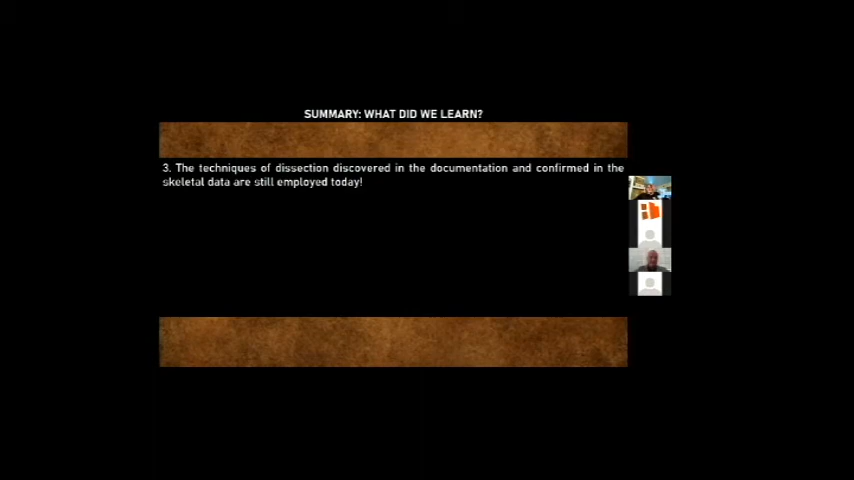 SUMMARY: WHAT DID WE LEARN?
3. The techniques of dissection discovered in the documentation and confirmed in the
skeletal data are still employed today!